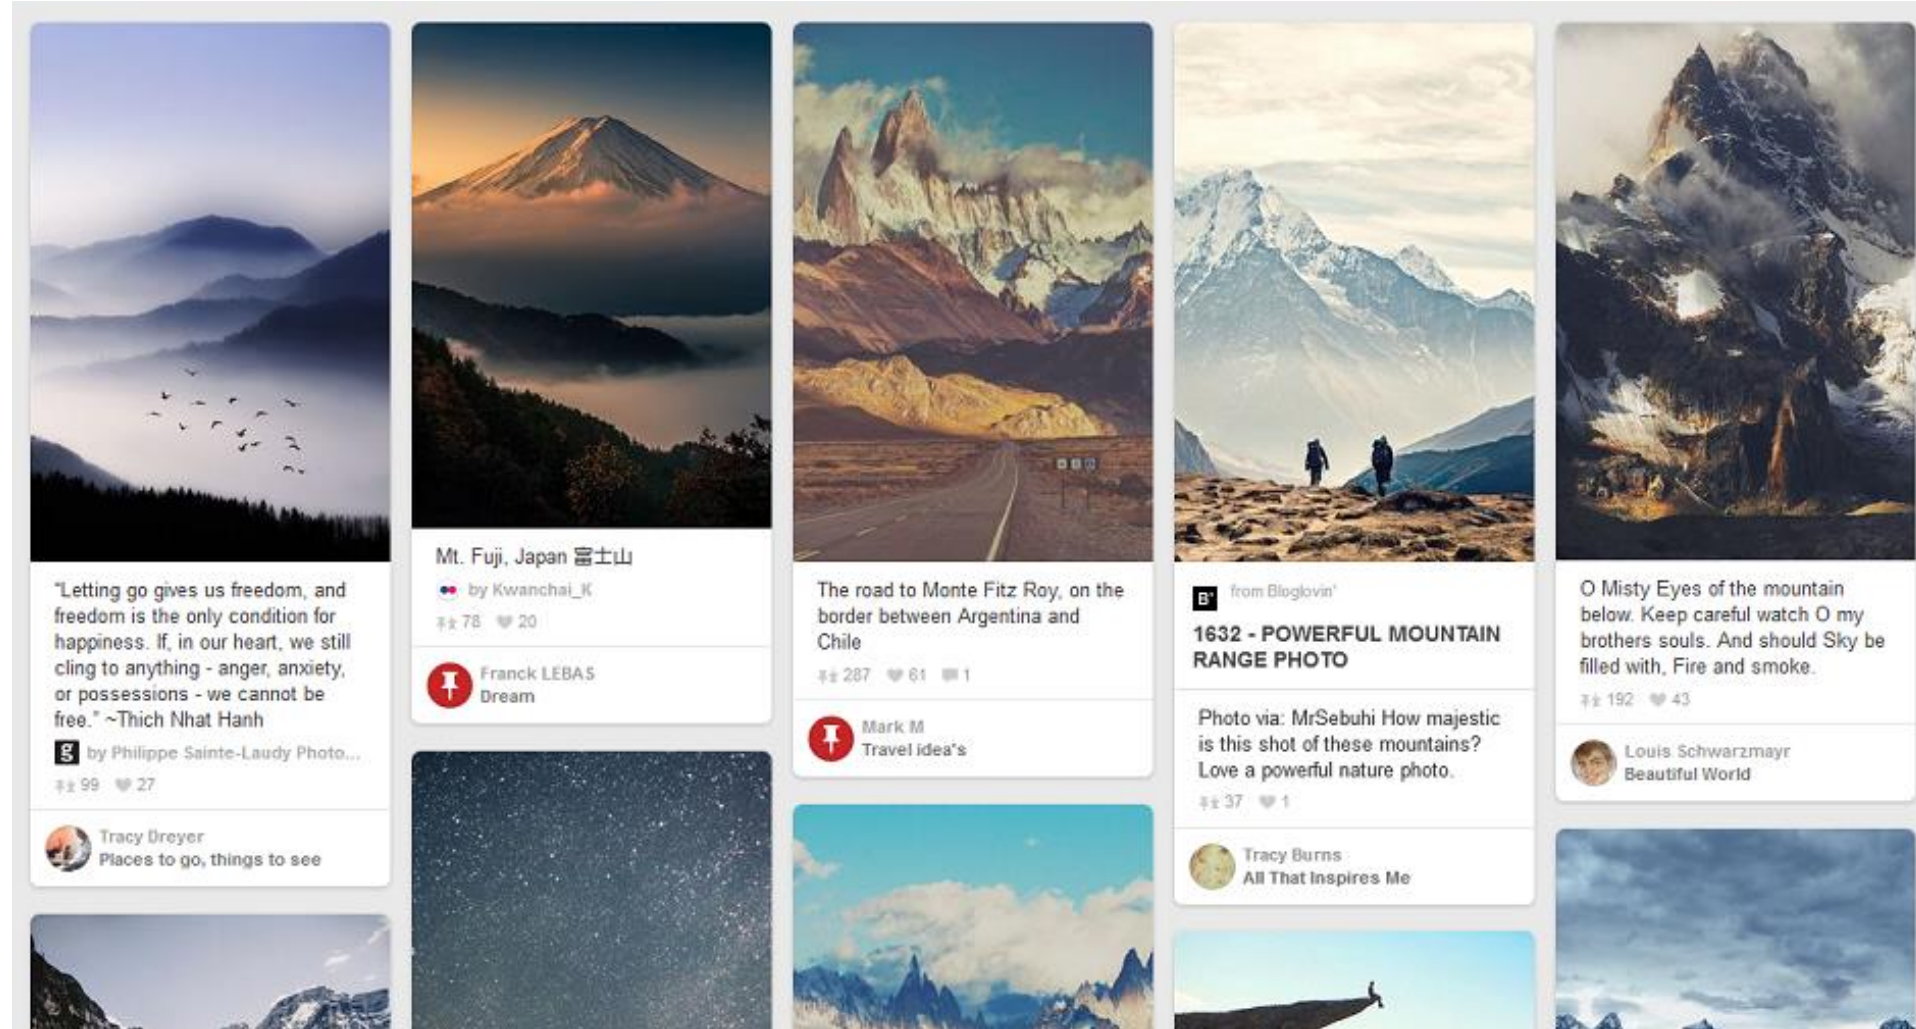 "Letting go gives us freedom, and
freedom is the only condition for
happiness. If, in our heart, we still
cling to anything - anger, anxiety,
or possessions - we cannot be
free." ~Thich Nhat Hanh
g by Philippe Sainte-Laudy Photo...
99 27
Tracy Dreyer
Places to go, things to see
Mt. Fuji, Japan 富士山
by Kwanchai_K
78 20
Franck LEBAS
Dream
The road to Monte Fitz Roy, on the
border between Argentina and
Chile
287 61 1
Mark M
Travel idea's
B+ from Bloglovin'
1632 - POWERFUL MOUNTAIN
RANGE PHOTO
Photo via: MrSebuhi How majestic
is this shot of these mountains?
Love a powerful nature photo.
37 1
Tracy Burns
All That Inspires Me
O Misty Eyes of the mountain
below. Keep careful watch O my
brothers souls. And should Sky be
filled with, Fire and smoke.
192 43
Louis Schwarzmayr
Beautiful World